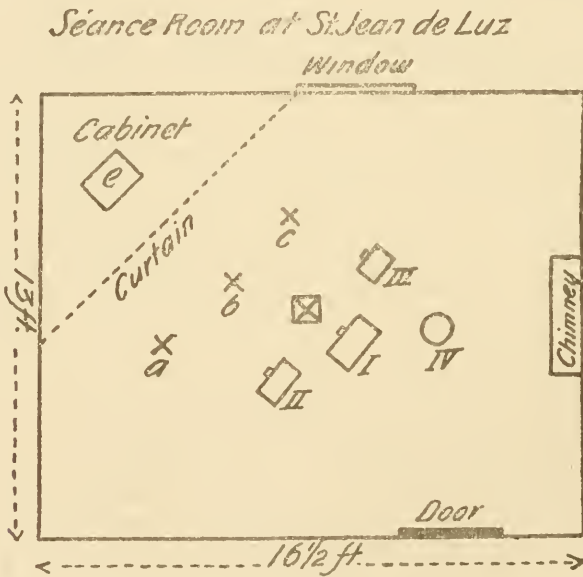 Séance Room at St. Jean de Luz
Window
Cabinet
e
Curtain
c
III
b
13 ft.
Chimney
a
I
IV
II
Door
16½ ft.